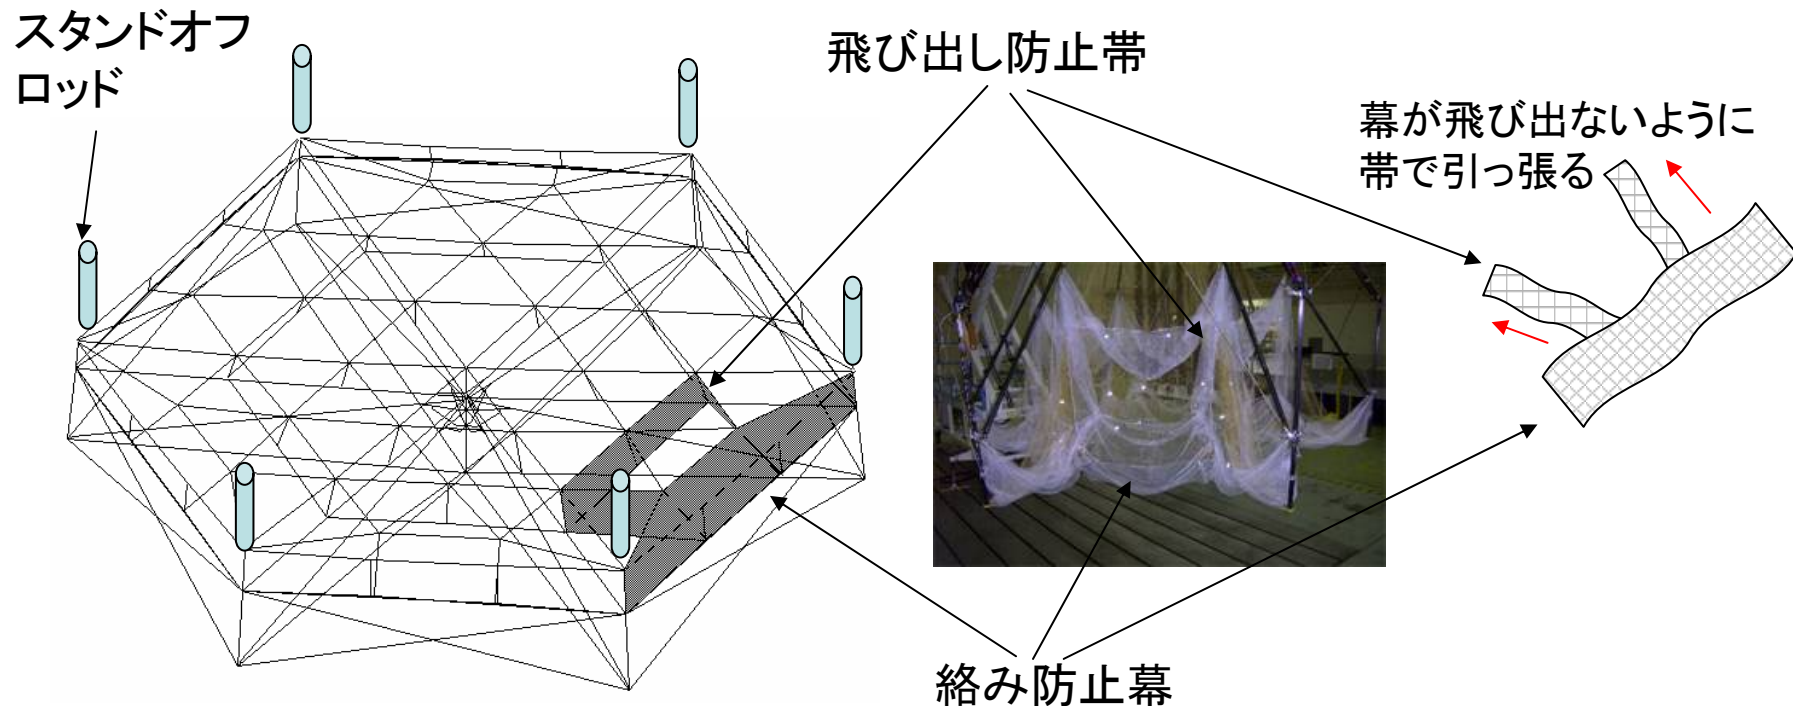 スタンドオフ
ロッド
飛び出し防止帯
幕が飛び出ないように
帯で引っ張る
絡み防止幕